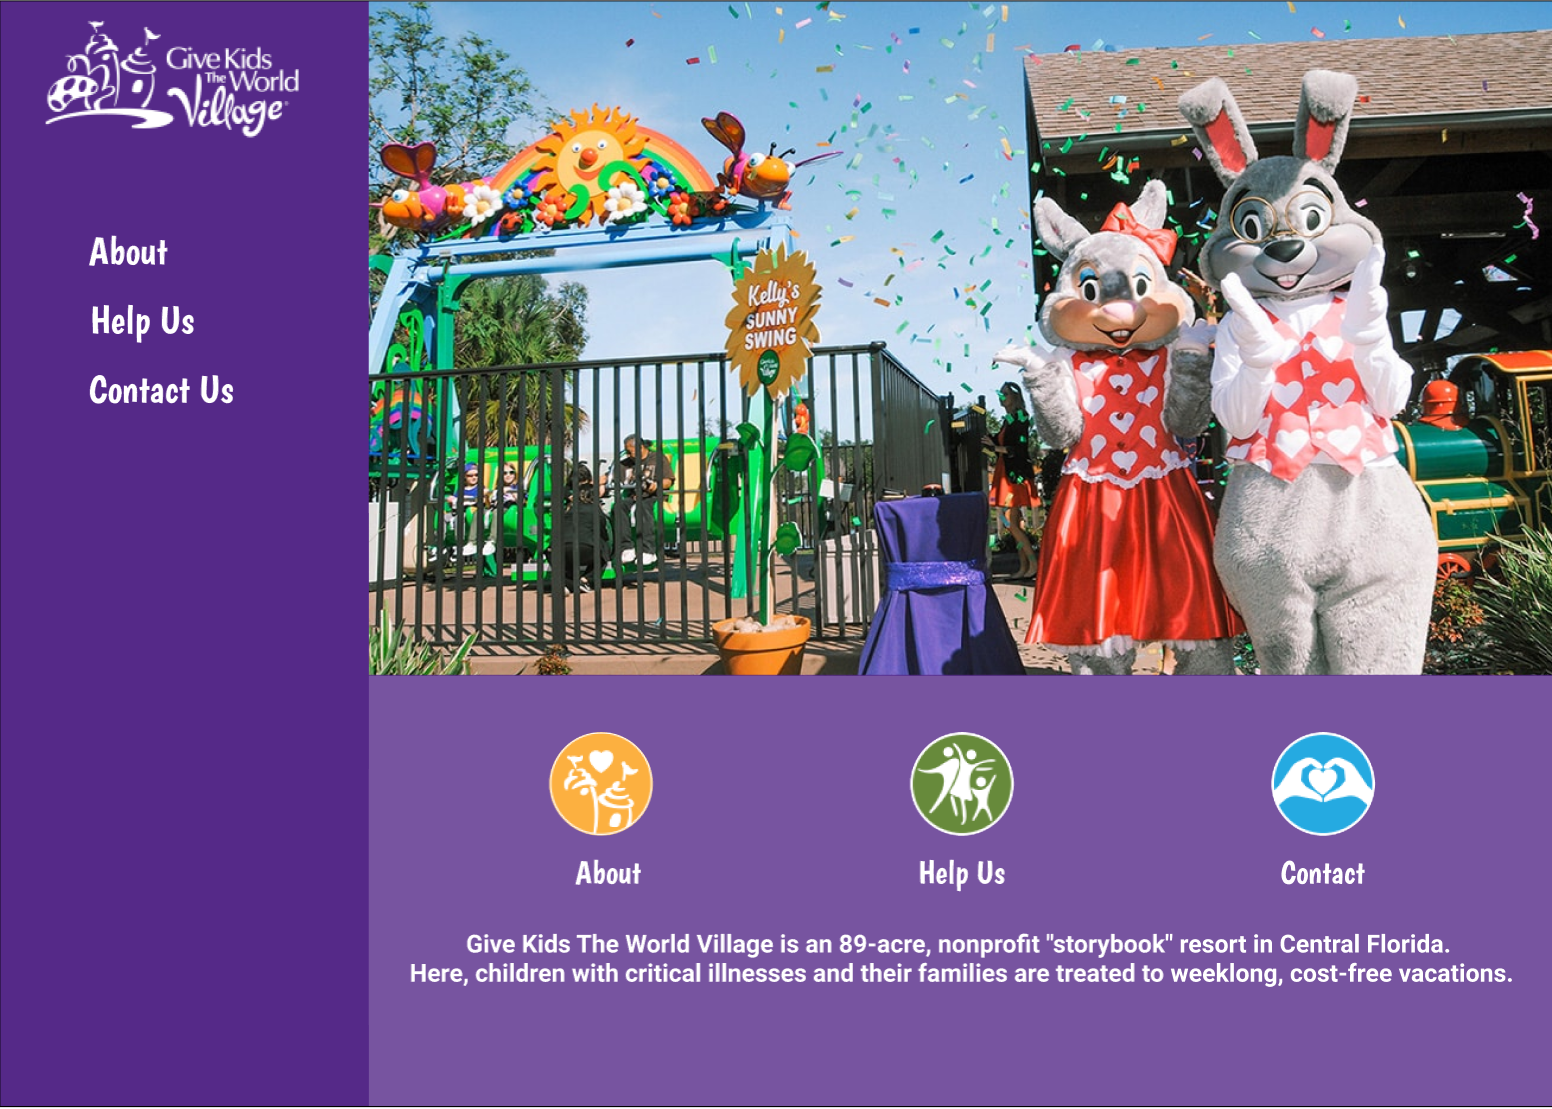 Give Kids
The World
Village
About
Help Us
Contact Us
Kelly's
SUNNY
SWING
Village
About
Help Us
Contact
Give Kids The World Village is an 89-acre, nonprofit "storybook" resort in Central Florida.
Here, children with critical illnesses and their families are treated to weeklong, cost-free vacations.